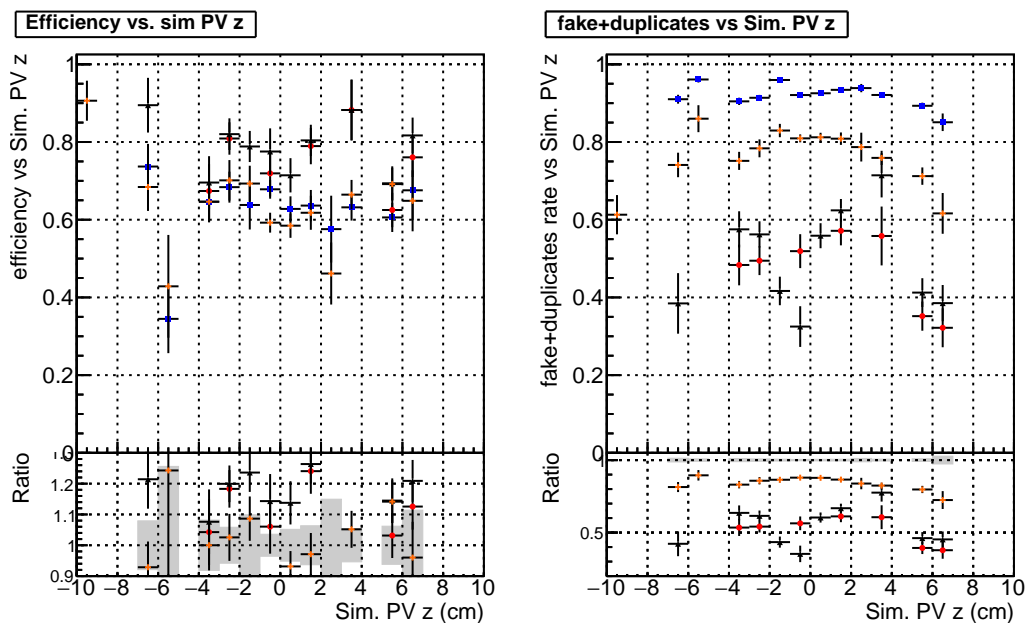 Efficiency vs. sim PV z
efficiency vs Sim. PV z
1
0.8
0.6
0.4
0.2
0
Ratio
1.2
1.1
1
0.9
−10 −8 −6 −4 −2 0 2 4 6 8 10
Sim. PV z (cm)
fake+duplicates vs Sim. PV z
fake+duplicates rate vs Sim. PV z
1
0.8
0.6
0.4
0.2
0
Ratio
1
0.5
−10 −8 −6 −4 −2 0 2 4 6 8 10
Sim. PV z (cm)